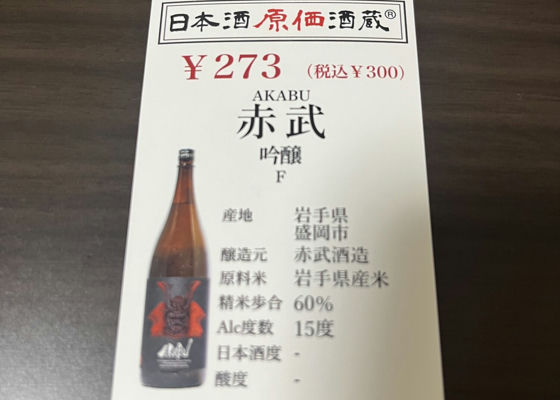 日本酒原価酒蔵®
￥273 (税込￥300)
AKABU
赤武
吟醸
F
産地 岩手県
盛岡市
醸造元 赤武酒造
原料米 岩手県産米
精米歩合 60%
Alc度数 15度
日本酒度 -
酸度 -